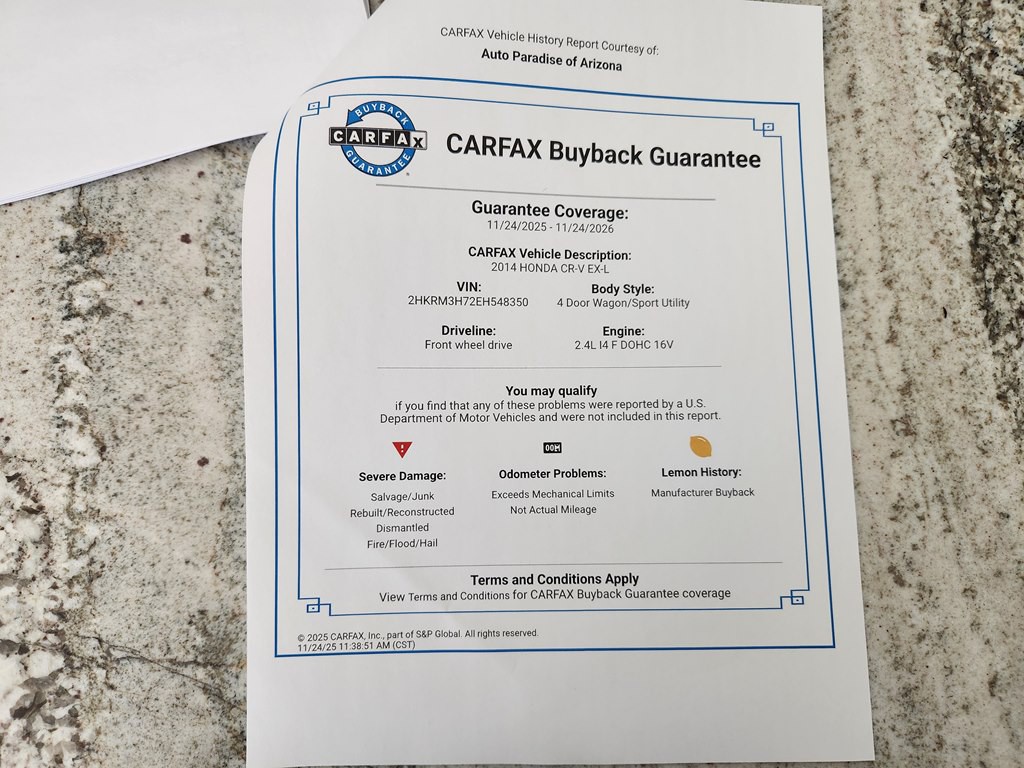 CARFAX Vehicle History Report Courtesy of:
Auto Paradise of Arizona
BUYBACK
CARFAX
GUARANTEE
CARFAX Buyback Guarantee
Guarantee Coverage:
11/24/2025 - 11/24/2026
CARFAX Vehicle Description:
2014 HONDA CR-V EX-L
VIN:
2HKRM3H72EH548350
Body Style:
4 Door Wagon/Sport Utility
Driveline:
Front wheel drive
Engine:
2.4L I4 F DOHC 16V
You may qualify
if you find that any of these problems were reported by a U.S.
Department of Motor Vehicles and were not included in this report.
Severe Damage:
Salvage/Junk
Rebuilt/Reconstructed
Dismantled
Fire/Flood/Hail
Odometer Problems:
Exceeds Mechanical Limits
Not Actual Mileage
Lemon History:
Manufacturer Buyback
Terms and Conditions Apply
View Terms and Conditions for CARFAX Buyback Guarantee coverage
© 2025 CARFAX, Inc., part of S&P Global. All rights reserved.
11/24/25 11:38:51 AM (CST)